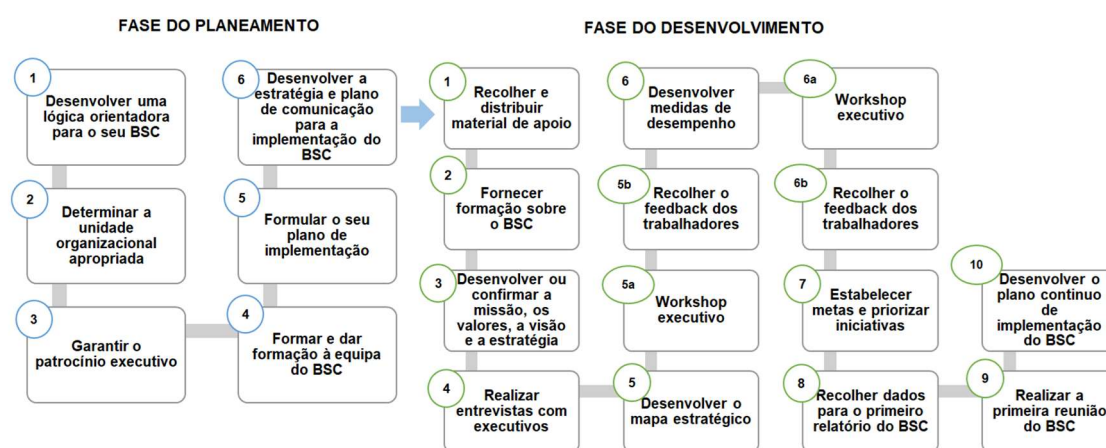 FASE DO PLANEAMENTO
1
Desenvolver uma
lógica orientadora
para o seu BSC
2
Determinar a
unidade
organizacional
apropriada
3
Garantir o
patrocínio executivo
4
Formar e dar
formação à equipa
do BSC
5
Formular o seu
plano de
implementação
6
Desenvolver a
estratégia e plano
de comunicação
para a
implementação do
BSC
FASE DO DESENVOLVIMENTO
1
Recolher e
distribuir
material de apoio
2
Fornecer
formação sobre
o BSC
3
Desenvolver ou
confirmar a
missão, os
valores, a visão
e a estratégia
4
Realizar
entrevistas com
executivos
5
Desenvolver o
mapa estratégico
5a
Workshop
executivo
5b
Recolher o
feedback dos
trabalhadores
6
Desenvolver
medidas de
desempenho
6a
Workshop
executivo
6b
Recolher o
feedback dos
trabalhadores
7
Estabelecer
metas e priorizar
iniciativas
8
Recolher dados
para o primeiro
relatório do BSC
9
Realizar a
primeira reunião
do BSC
10
Desenvolver o
plano continuo
de
implementação
do BSC